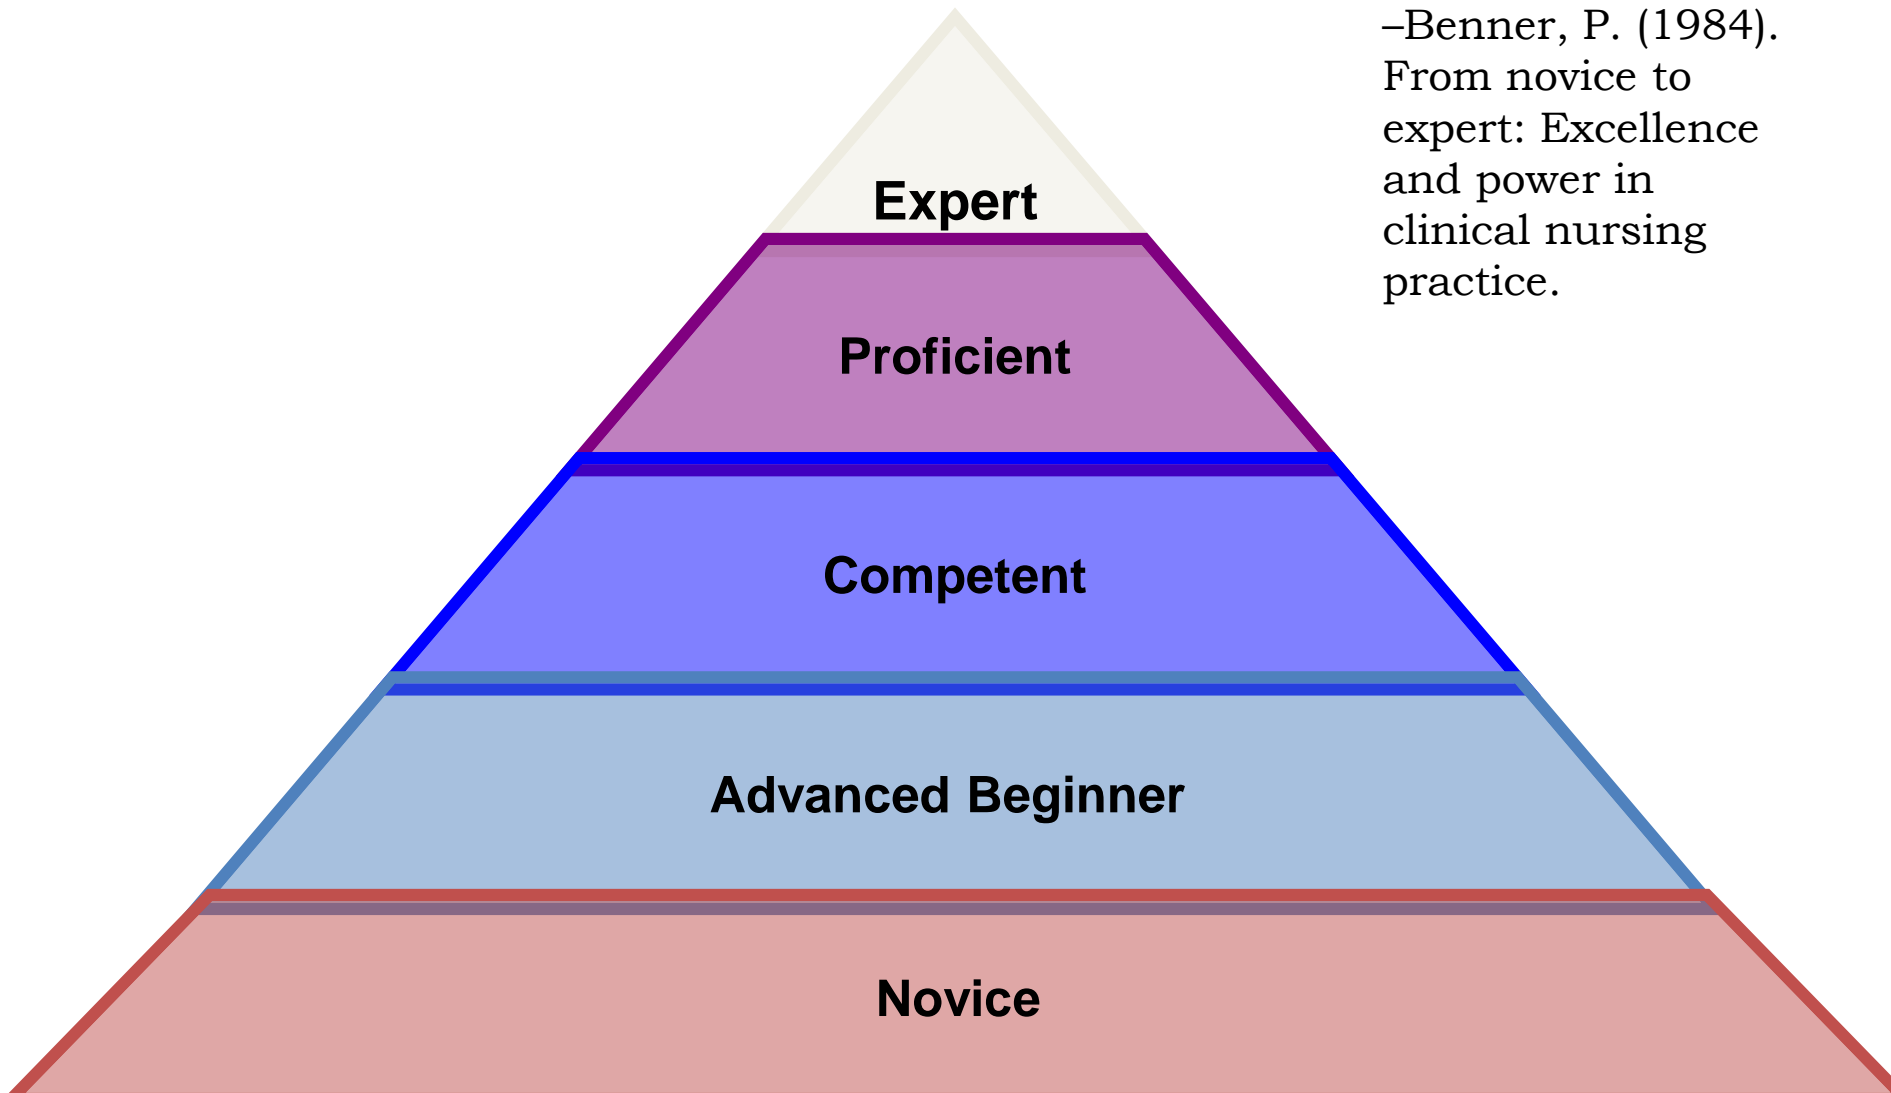 –Benner, P. (1984).
From novice to
expert: Excellence
and power in
clinical nursing
practice.
Expert
Proficient
Competent
Advanced Beginner
Novice